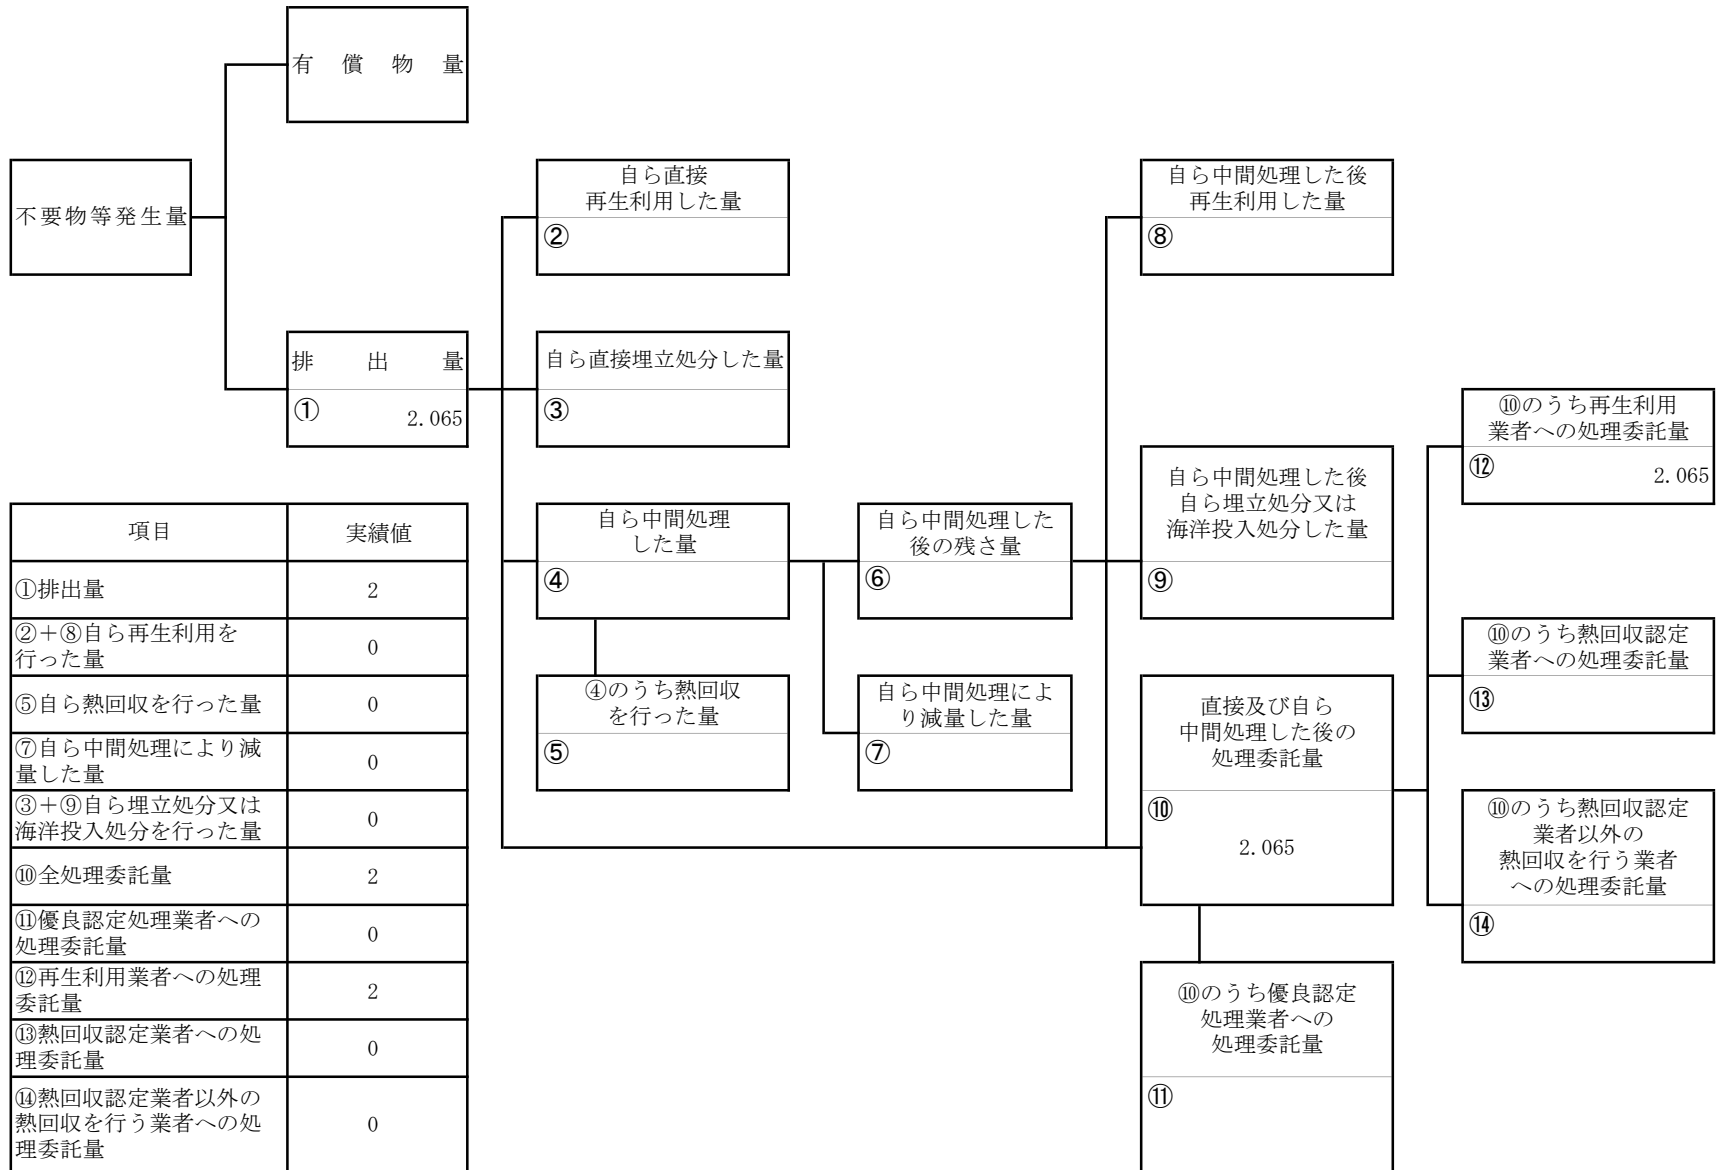 有償物量
不要物等発生量
排出量
① 2.065
自ら直接
再生利用した量
②
自ら直接埋立処分した量
③
自ら中間処理
した量
④
④のうち熱回収
を行った量
⑤
自ら中間処理した
後の残さ量
⑥
自ら中間処理によ
り減量した量
⑦
自ら中間処理した後
再生利用した量
⑧
自ら中間処理した後
自ら埋立処分又は
海洋投入処分した量
⑨
直接及び自ら
中間処理した後の
処理委託量
⑩
2.065
⑩のうち優良認定
処理業者への
処理委託量
⑪
⑩のうち再生利用
業者への処理委託量
⑫ 2.065
⑩のうち熱回収認定
業者への処理委託量
⑬
⑩のうち熱回収認定
業者以外の
熱回収を行う業者
への処理委託量
⑭
項目 実績値
①排出量 2
②+⑧自ら再生利用を
行った量 0
⑤自ら熱回収を行った量 0
⑦自ら中間処理により減
量した量 0
③+⑨自ら埋立処分又は
海洋投入処分を行った量 0
⑩全処理委託量 2
⑪優良認定処理業者への
処理委託量 0
⑫再生利用業者への処理
委託量 2
⑬熱回収認定業者への処
理委託量 0
⑭熱回収認定業者以外の
熱回収を行う業者への処
理委託量 0